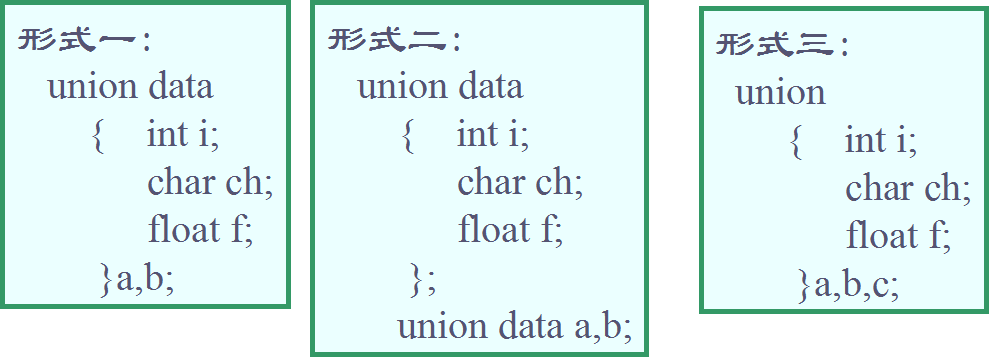 形式一:
union data
{ int i;
char ch;
float f;
}a,b;
形式二:
union data
{ int i;
char ch;
float f;
};
union data a,b;
形式三:
union
{ int i;
char ch;
float f;
}a,b,c;